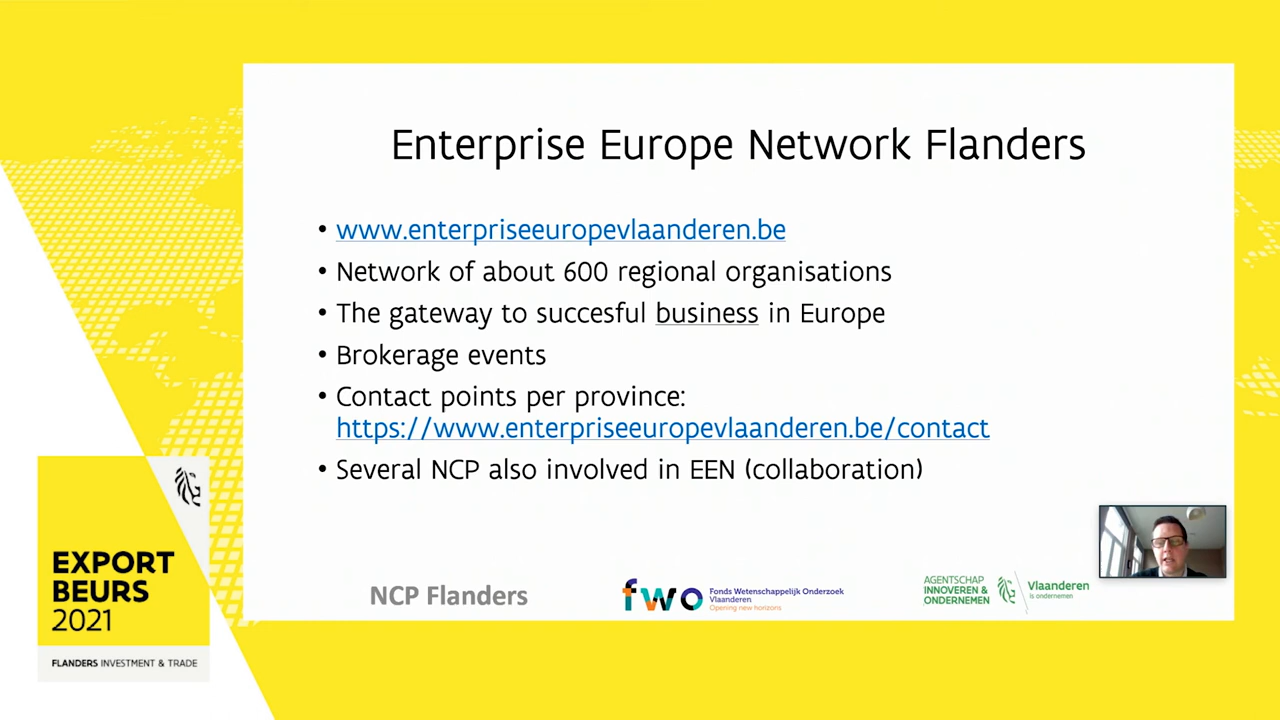 Enterprise Europe Network Flanders
• www.enterpriseeuropevlaanderen.be
• Network of about 600 regional organisations
• The gateway to succesful business in Europe
• Brokerage events
• Contact points per province:
https://www.enterpriseeuropevlaanderen.be/contact
• Several NCP also involved in EEN (collaboration)
NCP Flanders
fwo
Fonds Wetenschappelijk Onderzoek
Vlaanderen
Opening new horizons
AGENTSCHAP
INNOVEREN &
ONDERNEMEN
Vlaanderen
is ondernemen
EXPORT
BEURS
2021
FLANDERS INVESTMENT & TRADE